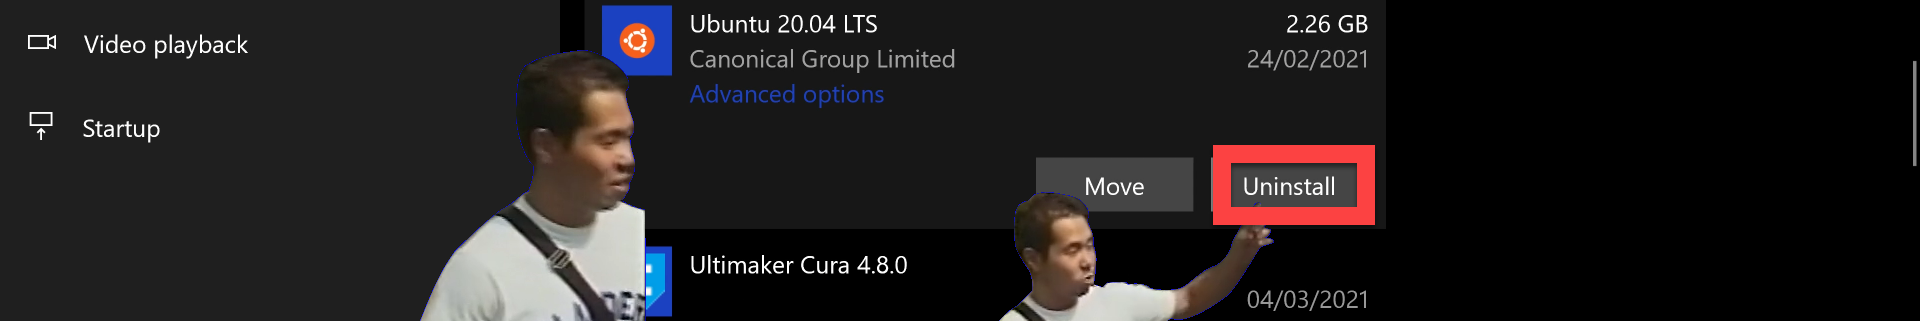 Video playback
Startup
Ubuntu 20.04 LTS
2.26 GB
Canonical Group Limited
24/02/2021
Advanced options
Move
Uninstall
Ultimaker Cura 4.8.0
04/03/2021